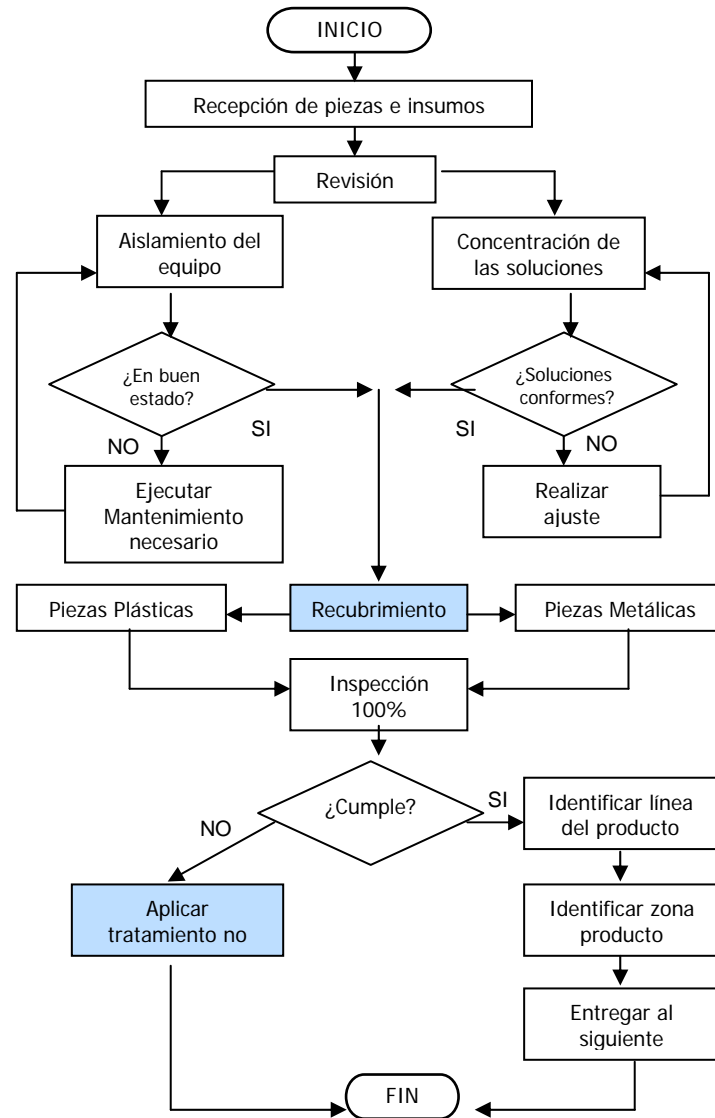 INICIO
Recepción de piezas e insumos
Revisión
Aislamiento del
equipo
Concentración de
las soluciones
¿En buen
estado?
¿Soluciones
conformes?
SI
SI
NO
NO
Ejecutar
Mantenimiento
necesario
Realizar
ajuste
Piezas Plásticas
Recubrimiento
Piezas Metálicas
Inspección
100%
¿Cumple?
SI
NO
Identificar línea
del producto
Aplicar
tratamiento no
Identificar zona
producto
Entregar al
siguiente
FIN